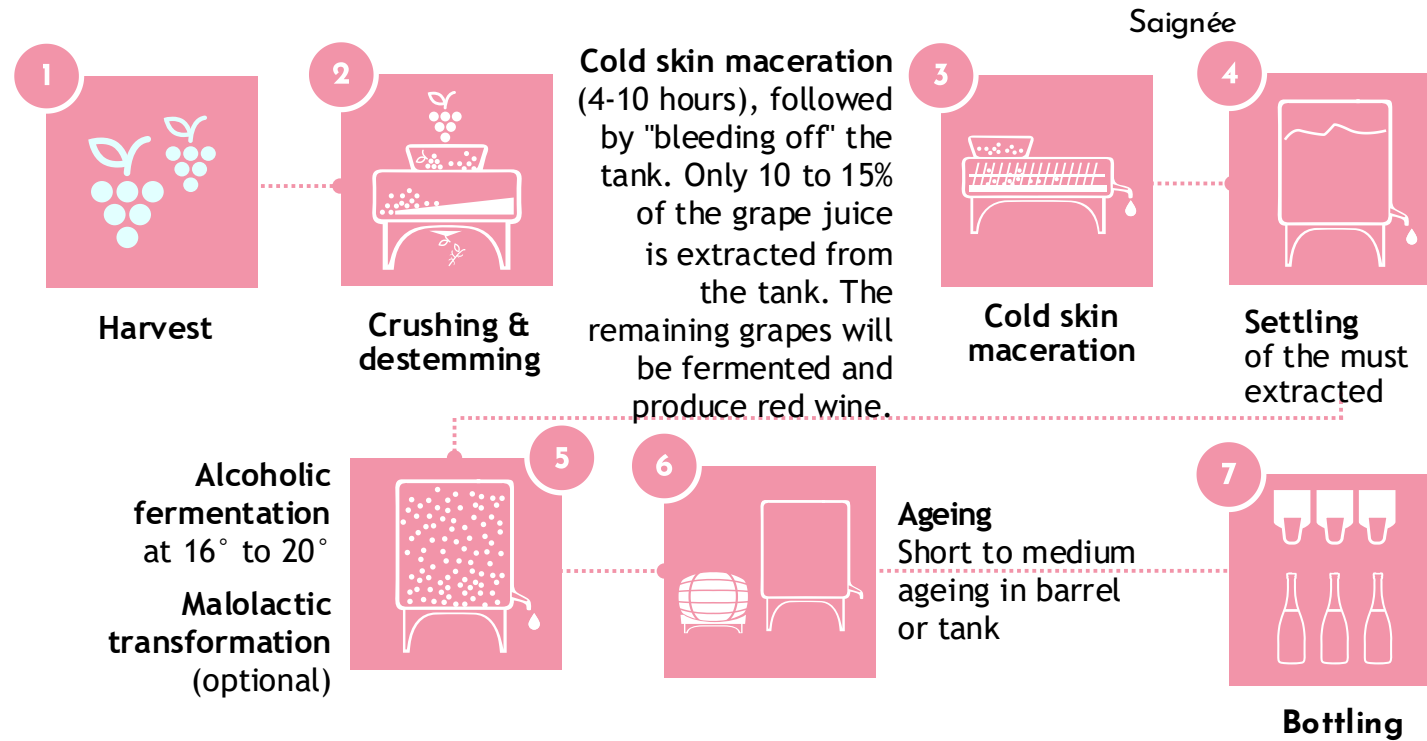 Saignée
1
Harvest
2
Crushing &
destemming
Cold skin maceration
(4-10 hours), followed
by "bleeding off" the
tank. Only 10 to 15%
of the grape juice
is extracted from
the tank. The
remaining grapes will
be fermented and
produce red wine.
3
Cold skin
maceration
4
Settling
of the must
extracted
Alcoholic
fermentation
at 16° to 20°
Malolactic
transformation
(optional)
5
6
Ageing
Short to medium
ageing in barrel
or tank
7
Bottling